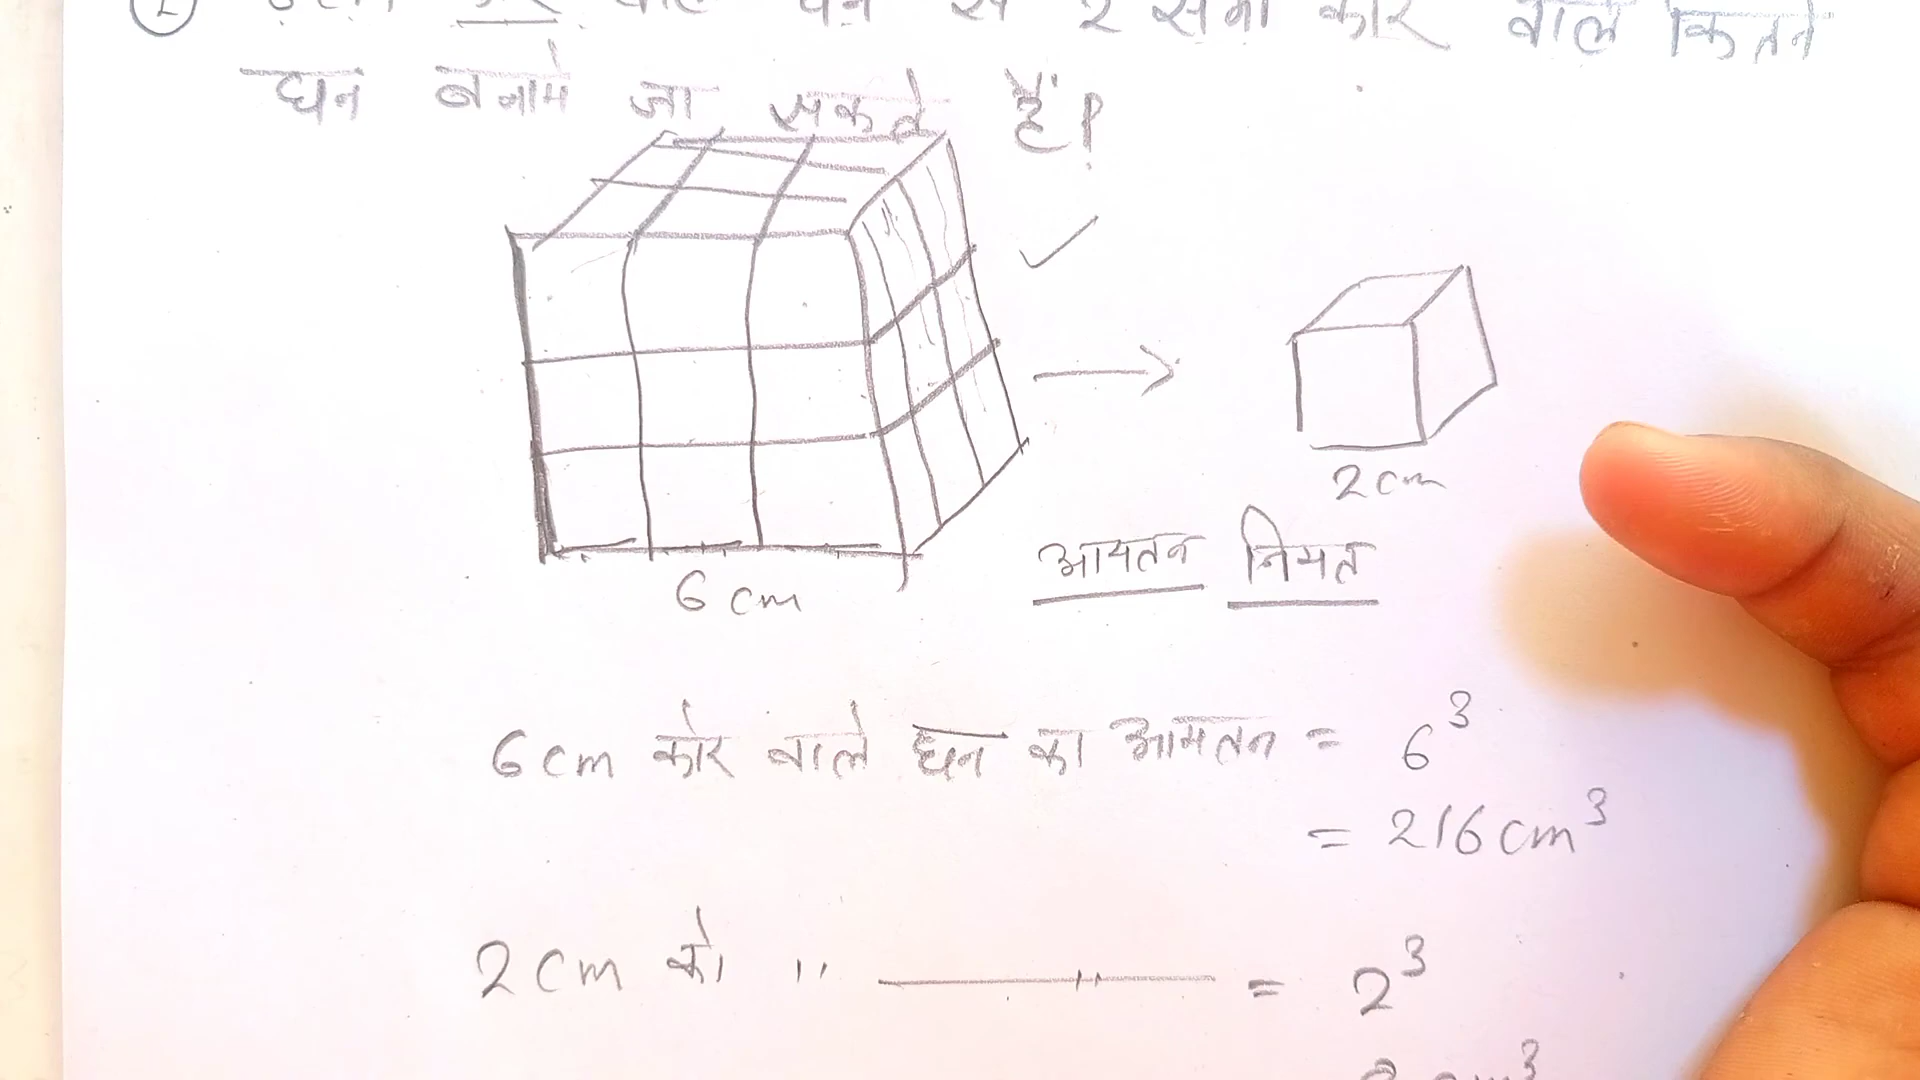 2 सेमी कोर वाले कितने
घन बनाये जा सकते हैं?
2 cm
आयतन नियत
6 cm
6 cm कोर वाले घन का आयतन = 6³
= 216 cm³
2 cm को " —— " —— = 2³
cm³